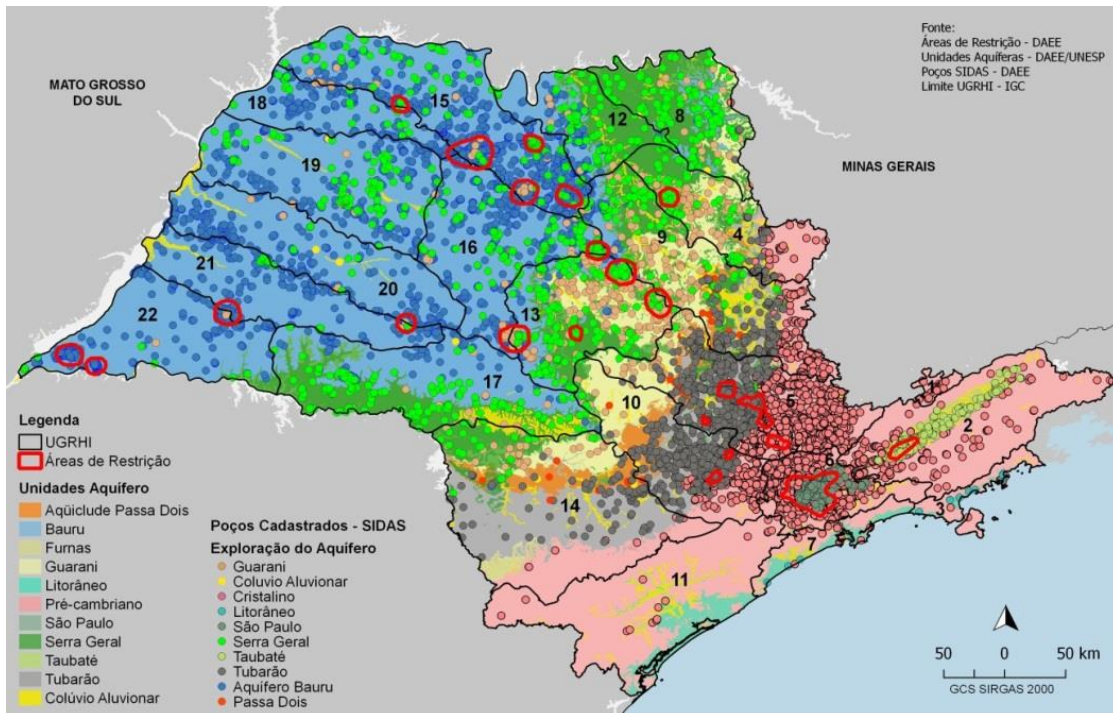 Fonte:
Áreas de Restrição - DAEE
Unidades Aquíferas - DAEE/UNESP
Poços SIDAS - DAEE
Limite UGRHI - IGC
MATO GROSSO
DO SUL
MINAS GERAIS
18
15
12
8
19
4
9
16
21
20
13
22
17
10
5
1
2
6
14
7
11
Legenda
UGRHI
Áreas de Restrição
Unidades Aquífero
Aqüiclude Passa Dois
Bauru
Furnas
Guarani
Litorâneo
Pré-cambriano
São Paulo
Serra Geral
Taubaté
Tubarão
Colúvio Aluvionar
Poços Cadastrados - SIDAS
Exploração do Aquífero
Guarani
Coluvio Aluvionar
Cristalino
Litorâneo
São Paulo
Serra Geral
Taubaté
Tubarão
Aquífero Bauru
Passa Dois
50 0 50 km
GCS SIRGAS 2000